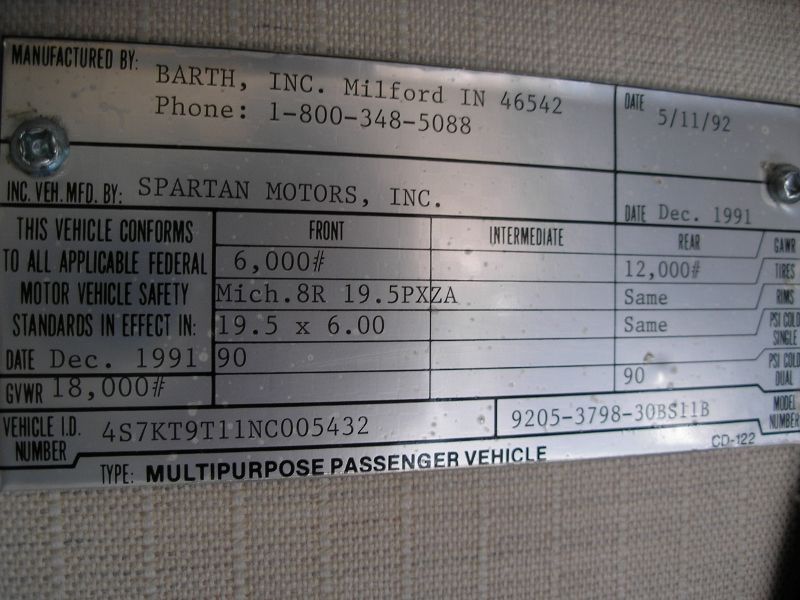 MANUFACTURED BY: BARTH, INC. Milford IN 46542
Phone: 1-800-348-5088
DATE 5/11/92
INC. VEH. MFD. BY: SPARTAN MOTORS, INC.
DATE Dec. 1991
THIS VEHICLE CONFORMS
TO ALL APPLICABLE FEDERAL
MOTOR VEHICLE SAFETY
STANDARDS IN EFFECT IN:
DATE Dec. 1991
GVWR 18,000#
FRONT INTERMEDIATE REAR
6,000# 12,000# GAWR
Mich.8R 19.5PXZA Same TIRES
19.5 x 6.00 Same RIMS
90 PSI COLD SINGLE
90 PSI COLD DUAL
VEHICLE I.D. NUMBER 4S7KT9T11NC005432
9205-3798-30BS11B MODEL NUMBER
TYPE: MULTIPURPOSE PASSENGER VEHICLE
CD-122